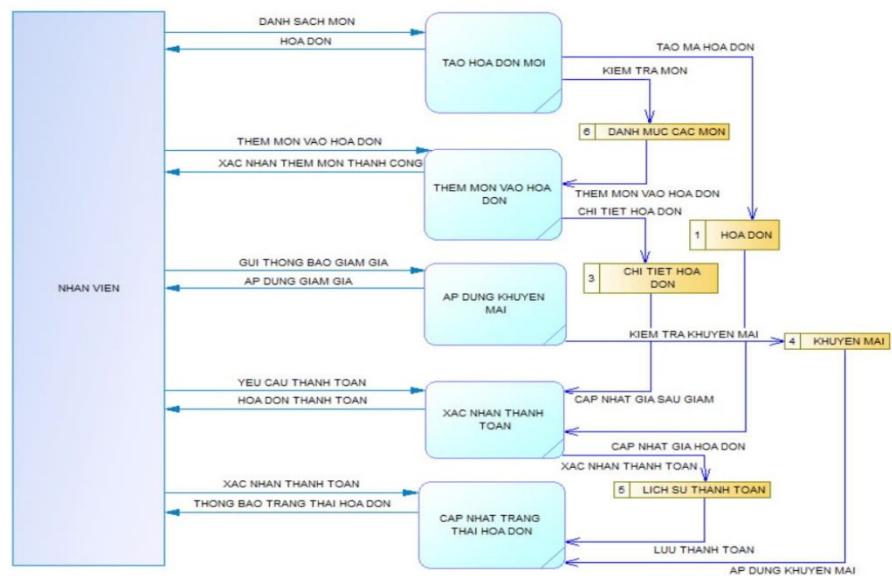 DANH SACH MON
HOA DON
TAO HOA DON MOI
TAO MA HOA DON
KIEM TRA MON
6 DANH MUC CAC MON
THEM MON VAO HOA DON
XAC NHAN THEM MON THANH CONG
THEM MON VAO HOA
DON
THEM MON VAO HOA DON
CHI TIET HOA DON
1 HOA DON
GUI THONG BAO GIAM GIA
AP DUNG GIAM GIA
NHAN VIEN
AP DUNG KHUYEN
MAI
3 CHI TIET HOA
DON
KIEM TRA KHUYEN MAI
4 KHUYEN MAI
YEU CAU THANH TOAN
HOA DON THANH TOAN
XAC NHAN THANH
TOAN
CAP NHAT GIA SAU GIAM
CAP NHAT GIA HOA DON
XAC NHAN THANH TOAN
5 LICH SU THANH TOAN
XAC NHAN THANH TOAN
THONG BAO TRANG THAI HOA DON
CAP NHAT TRANG
THAI HOA DON
LUU THANH TOAN
AP DUNG KHUYEN MAI